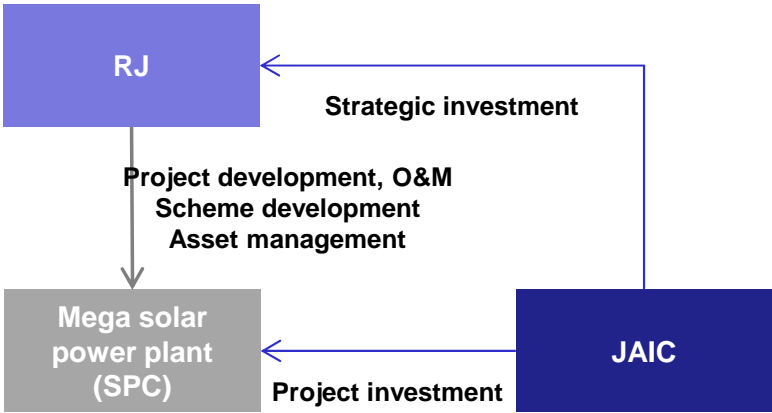 RJ
Strategic investment
Project development, O&M
Scheme development
Asset management
Mega solar
power plant
(SPC)
JAIC
Project investment